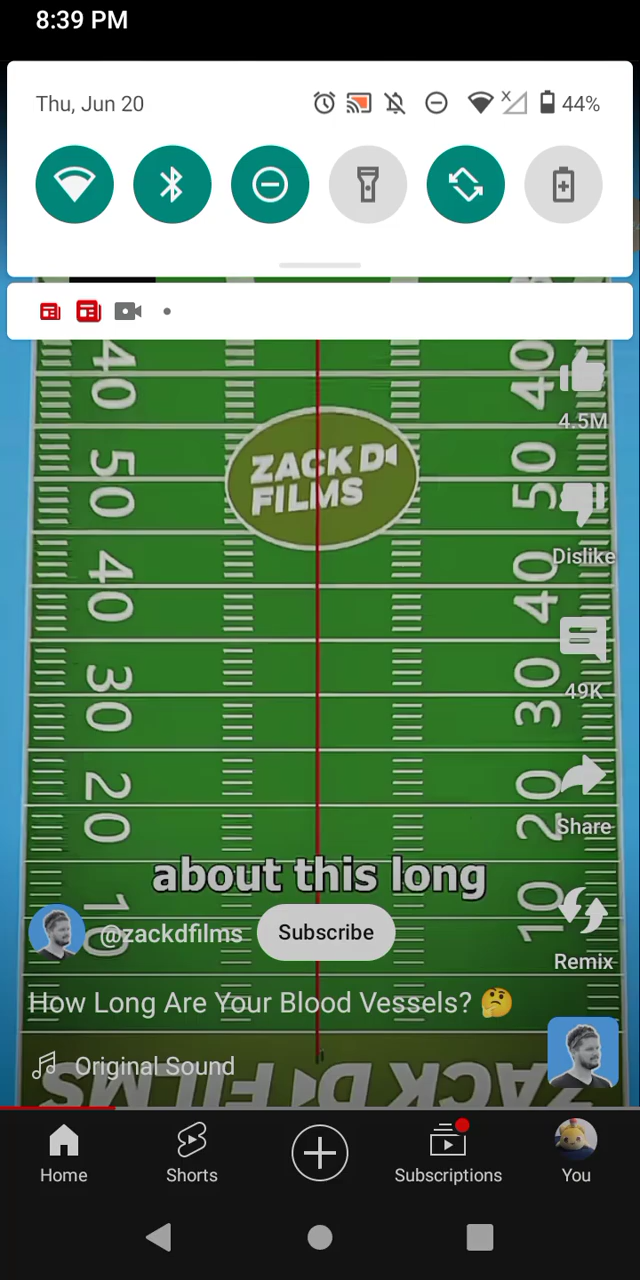 8:39 PM
Thu, Jun 20
44%
40
40
50
50
40
40
30
30
20
20
10
10
ZACK D
FILMS
4.5M
Dislike
49K
Share
Remix
about this long
@zackdfilms
Subscribe
How Long Are Your Blood Vessels? 🤔
Original Sound
ZACK D FILMS
Home
Shorts
Subscriptions
You